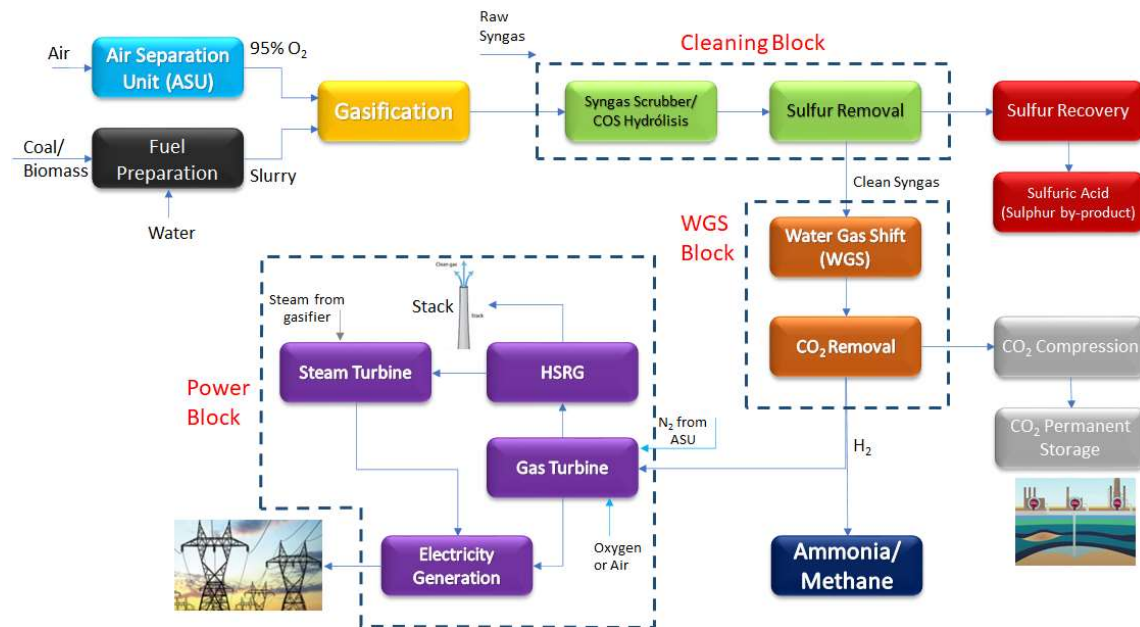 Air
Air Separation
Unit (ASU)
95% O₂
Coal/
Biomass
Fuel
Preparation
Slurry
Water
Gasification
Raw
Syngas
Cleaning Block
Syngas Scrubber/
COS Hydrólisis
Sulfur Removal
Sulfur Recovery
Sulfuric Acid
(Sulphur by-product)
Clean Syngas
WGS
Block
Water Gas Shift
(WGS)
CO₂ Removal
CO₂ Compression
CO₂ Permanent
Storage
H₂
Ammonia/
Methane
Power
Block
Steam from
gasifier
Clean gas
Stack
Stack
Steam Turbine
HSRG
N₂ from
ASU
Gas Turbine
Oxygen
or Air
Electricity
Generation